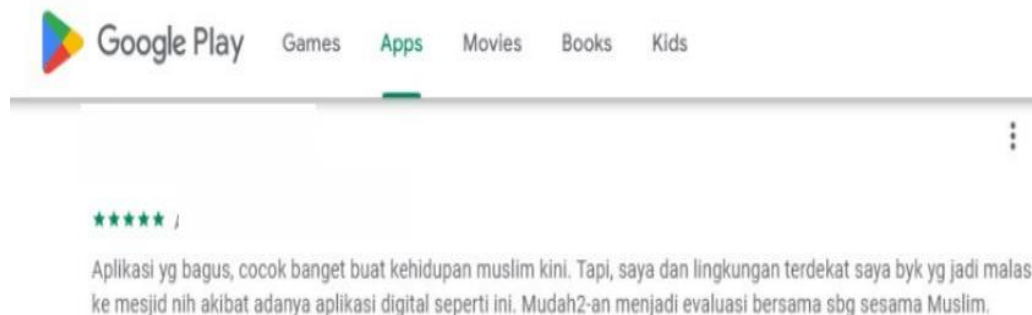 Google Play Games Apps Movies Books Kids
Aplikasi yg bagus, cocok banget buat kehidupan muslim kini. Tapi, saya dan lingkungan terdekat saya byk yg jadi malas
ke mesjid nih akibat adanya aplikasi digital seperti ini. Mudah2-an menjadi evaluasi bersama sbg sesama Muslim.